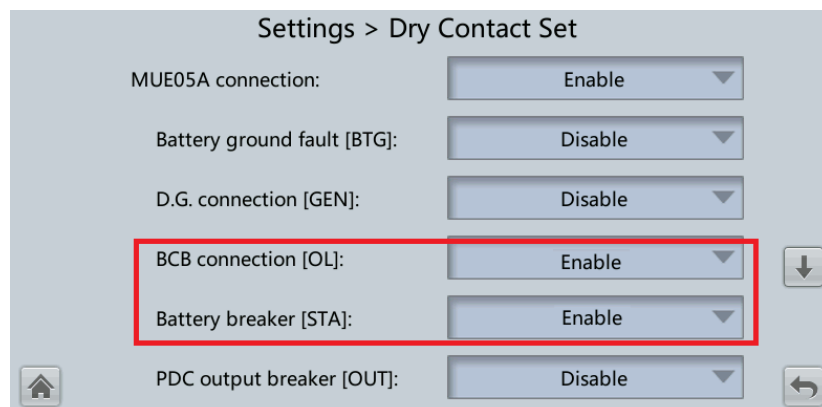 Settings > Dry Contact Set
MUE05A connection: Enable
Battery ground fault [BTG]: Disable
D.G. connection [GEN]: Disable
BCB connection [OL]: Enable
Battery breaker [STA]: Enable
PDC output breaker [OUT]: Disable